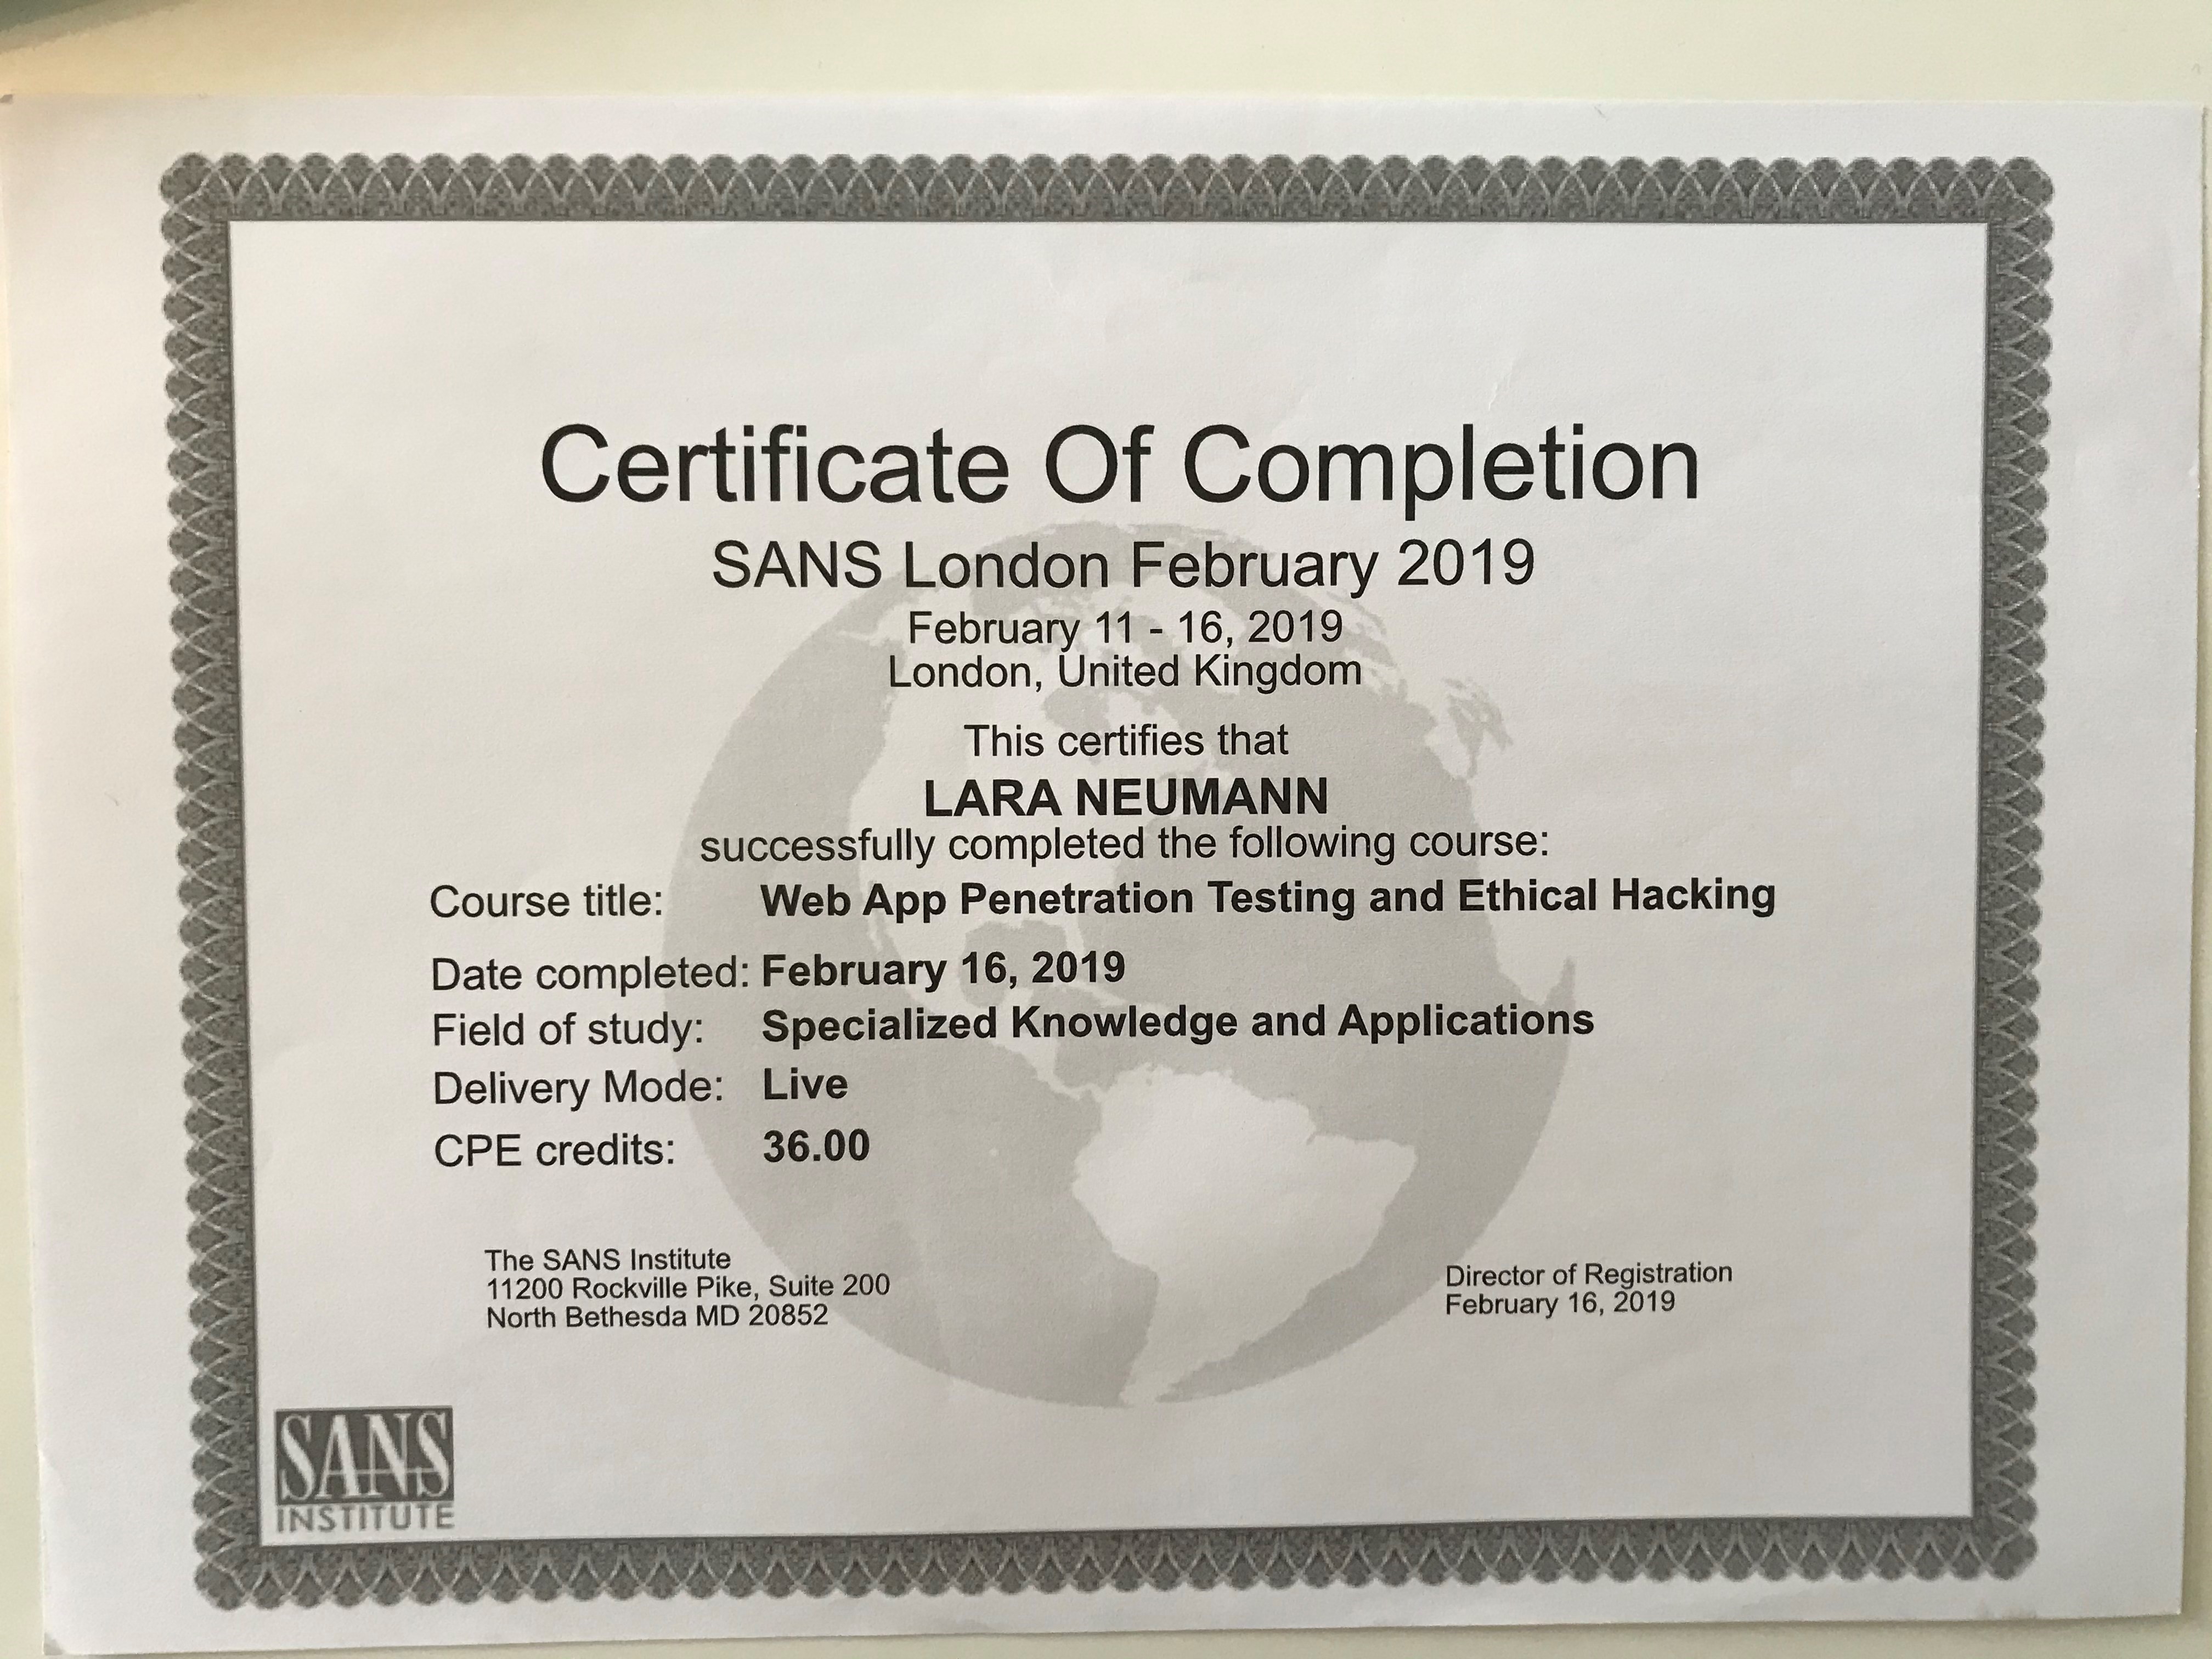 Certificate Of Completion
SANS London February 2019
February 11 - 16, 2019
London, United Kingdom
This certifies that
LARA NEUMANN
successfully completed the following course:
Course title: Web App Penetration Testing and Ethical Hacking
Date completed: February 16, 2019
Field of study: Specialized Knowledge and Applications
Delivery Mode: Live
CPE credits: 36.00
The SANS Institute
11200 Rockville Pike, Suite 200
North Bethesda MD 20852
Director of Registration
February 16, 2019
SANS
INSTITUTE